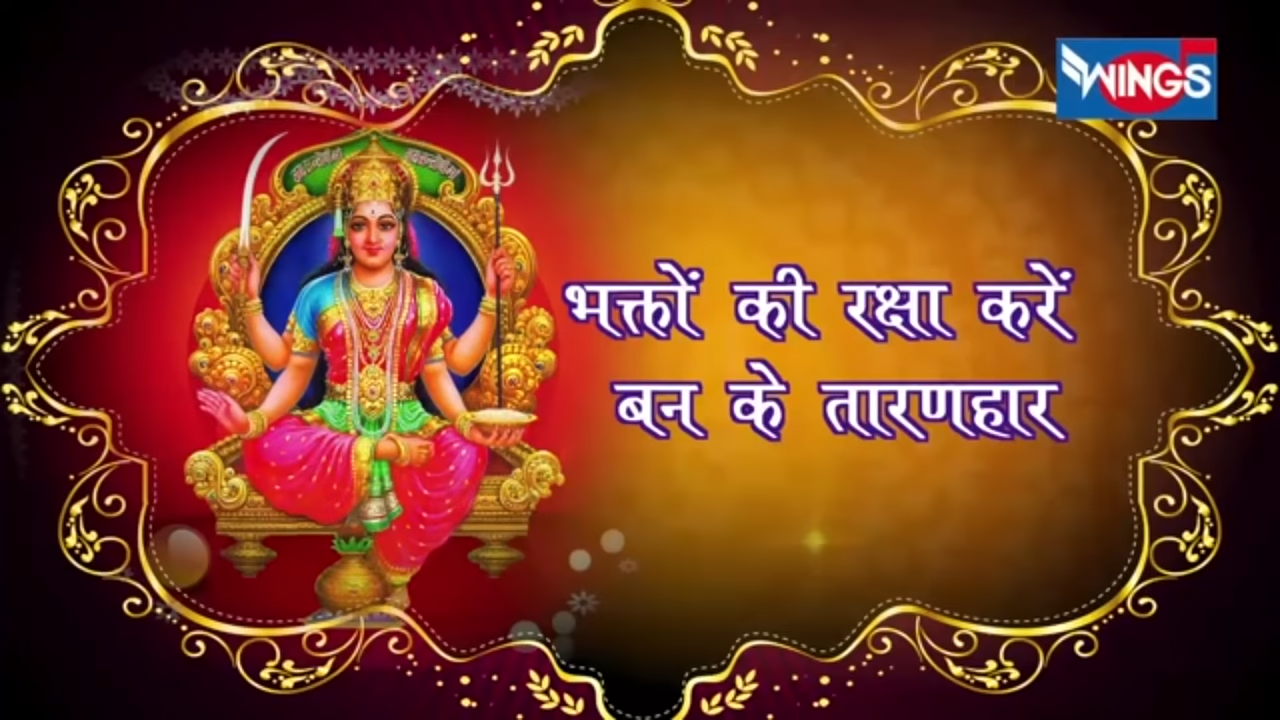 WINGS
भक्तों की रक्षा करें
बन के तारणहार